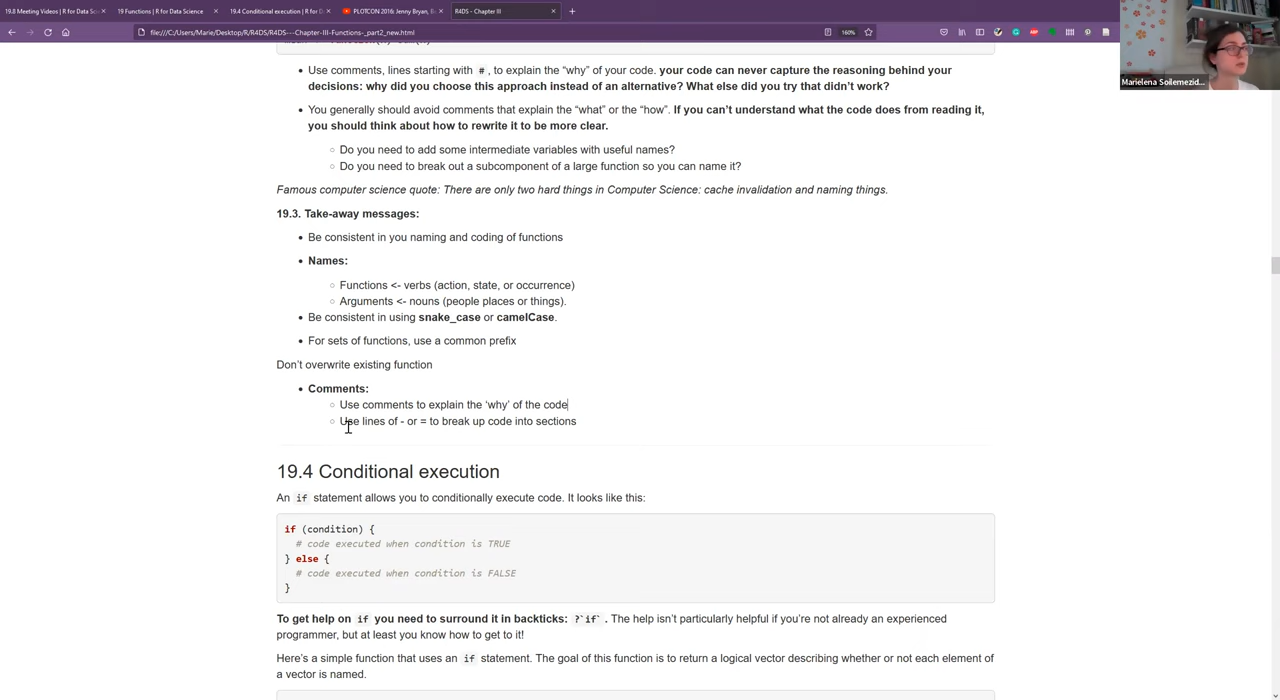 19.8 Meeting Videos | R for Data Sc
19 Functions | R for Data Science
19.4 Conditional execution | R for D
PLOTCON 2016: Jenny Bryan,
R4DS - Chapter III
file:///C:/Users/Marie/Desktop/R/R4DS/R4DS---Chapter-III-Functions-_part2_new.html
160%
Marielena Soilemezid...
Use comments, lines starting with #, to explain the “why” of your code. your code can never capture the reasoning behind your
decisions: why did you choose this approach instead of an alternative? What else did you try that didn’t work?
You generally should avoid comments that explain the “what” or the “how”. If you can’t understand what the code does from reading it,
you should think about how to rewrite it to be more clear.
Do you need to add some intermediate variables with useful names?
Do you need to break out a subcomponent of a large function so you can name it?
Famous computer science quote: There are only two hard things in Computer Science: cache invalidation and naming things.
19.3. Take-away messages:
Be consistent in you naming and coding of functions
Names:
Functions <- verbs (action, state, or occurrence)
Arguments <- nouns (people places or things).
Be consistent in using snake_case or camelCase.
For sets of functions, use a common prefix
Don’t overwrite existing function
Comments:
Use comments to explain the ‘why’ of the code
Use lines of - or = to break up code into sections
19.4 Conditional execution
An if statement allows you to conditionally execute code. It looks like this:
if (condition) {
# code executed when condition is TRUE
} else {
# code executed when condition is FALSE
}
To get help on if you need to surround it in backticks: ?`if`. The help isn’t particularly helpful if you’re not already an experienced
programmer, but at least you know how to get to it!
Here’s a simple function that uses an if statement. The goal of this function is to return a logical vector describing whether or not each element of
a vector is named.